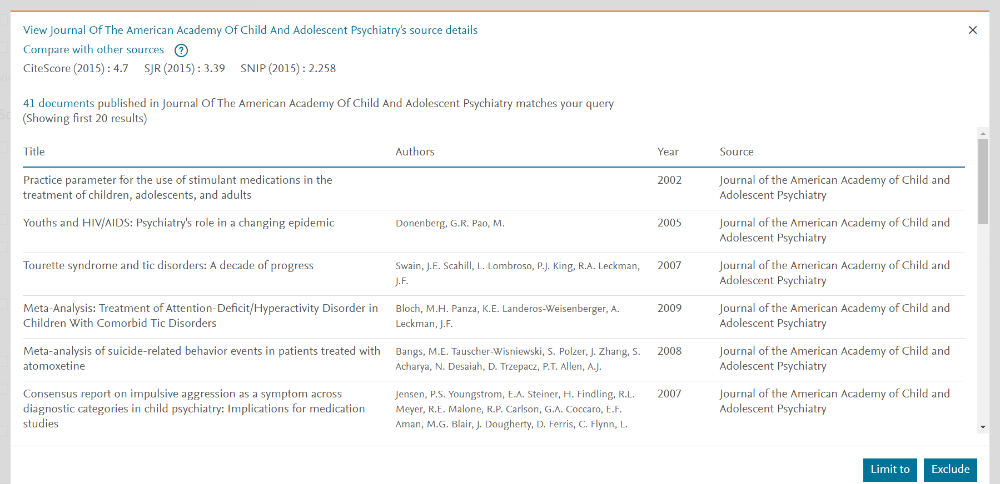 View Journal Of The American Academy Of Child And Adolescent Psychiatry's source details
Compare with other sources ?
CiteScore (2015) : 4.7 SJR (2015) : 3.39 SNIP (2015) : 2.258
41 documents published in Journal Of The American Academy Of Child And Adolescent Psychiatry matches your query
(Showing first 20 results)
Title Authors Year Source
Practice parameter for the use of stimulant medications in the 2002 Journal of the American Academy of Child and
treatment of children, adolescents, and adults Adolescent Psychiatry
Youths and HIV/AIDS: Psychiatry's role in a changing epidemic Donenberg, G.R. Pao, M. 2005 Journal of the American Academy of Child and
Adolescent Psychiatry
Tourette syndrome and tic disorders: A decade of progress Swain, J.E. Scahill, L. Lombroso, P.J. King, R.A. Leckman, 2007 Journal of the American Academy of Child and
J.F. Adolescent Psychiatry
Meta-Analysis: Treatment of Attention-Deficit/Hyperactivity Disorder in Bloch, M.H. Panza, K.E. Landeros-Weisenberger, A. 2009 Journal of the American Academy of Child and
Children With Comorbid Tic Disorders Leckman, J.F. Adolescent Psychiatry
Meta-analysis of suicide-related behavior events in patients treated with Bangs, M.E. Tauscher-Wisniewski, S. Polzer, J. Zhang, S. 2008 Journal of the American Academy of Child and
atomoxetine Acharya, N. Desaiah, D. Trzepacz, P.T. Allen, A.J. Adolescent Psychiatry
Consensus report on impulsive aggression as a symptom across Jensen, P.S. Youngstrom, E.A. Steiner, H. Findling, R.L. 2007 Journal of the American Academy of Child and
diagnostic categories in child psychiatry: Implications for medication Meyer, R.E. Malone, R.P. Carlson, G.A. Coccaro, E.F. Adolescent Psychiatry
studies Aman, M.G. Blair, J. Dougherty, D. Ferris, C. Flynn, L.
Limit to Exclude